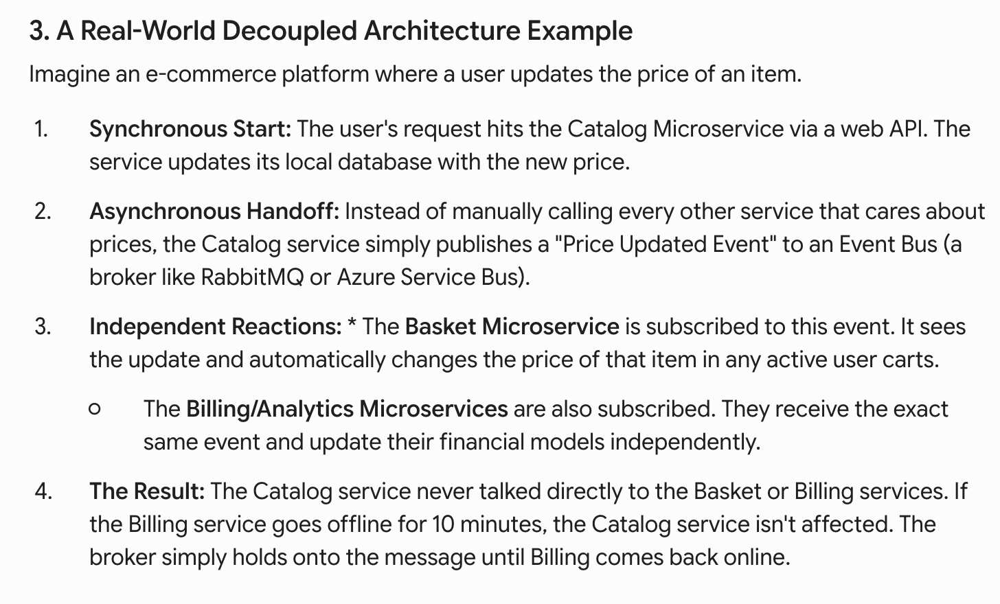 3. A Real-World Decoupled Architecture Example
Imagine an e-commerce platform where a user updates the price of an item.
1. Synchronous Start: The user's request hits the Catalog Microservice via a web API. The
service updates its local database with the new price.
2. Asynchronous Handoff: Instead of manually calling every other service that cares about
prices, the Catalog service simply publishes a "Price Updated Event" to an Event Bus (a
broker like RabbitMQ or Azure Service Bus).
3. Independent Reactions: * The Basket Microservice is subscribed to this event. It sees
the update and automatically changes the price of that item in any active user carts.
○ The Billing/Analytics Microservices are also subscribed. They receive the exact
same event and update their financial models independently.
4. The Result: The Catalog service never talked directly to the Basket or Billing services. If
the Billing service goes offline for 10 minutes, the Catalog service isn't affected. The
broker simply holds onto the message until Billing comes back online.